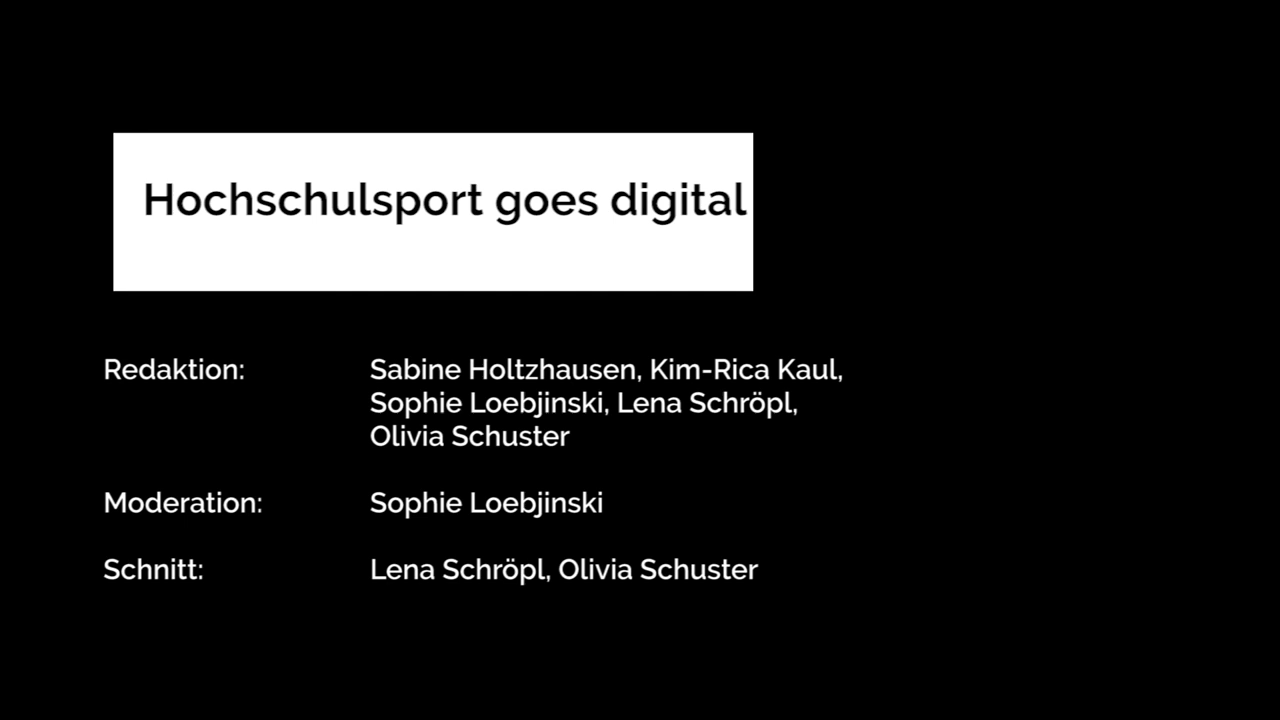 Hochschulsport goes digital
Redaktion: Sabine Holtzhausen, Kim-Rica Kaul,
Sophie Loebjinski, Lena Schröpl,
Olivia Schuster
Moderation: Sophie Loebjinski
Schnitt: Lena Schröpl, Olivia Schuster